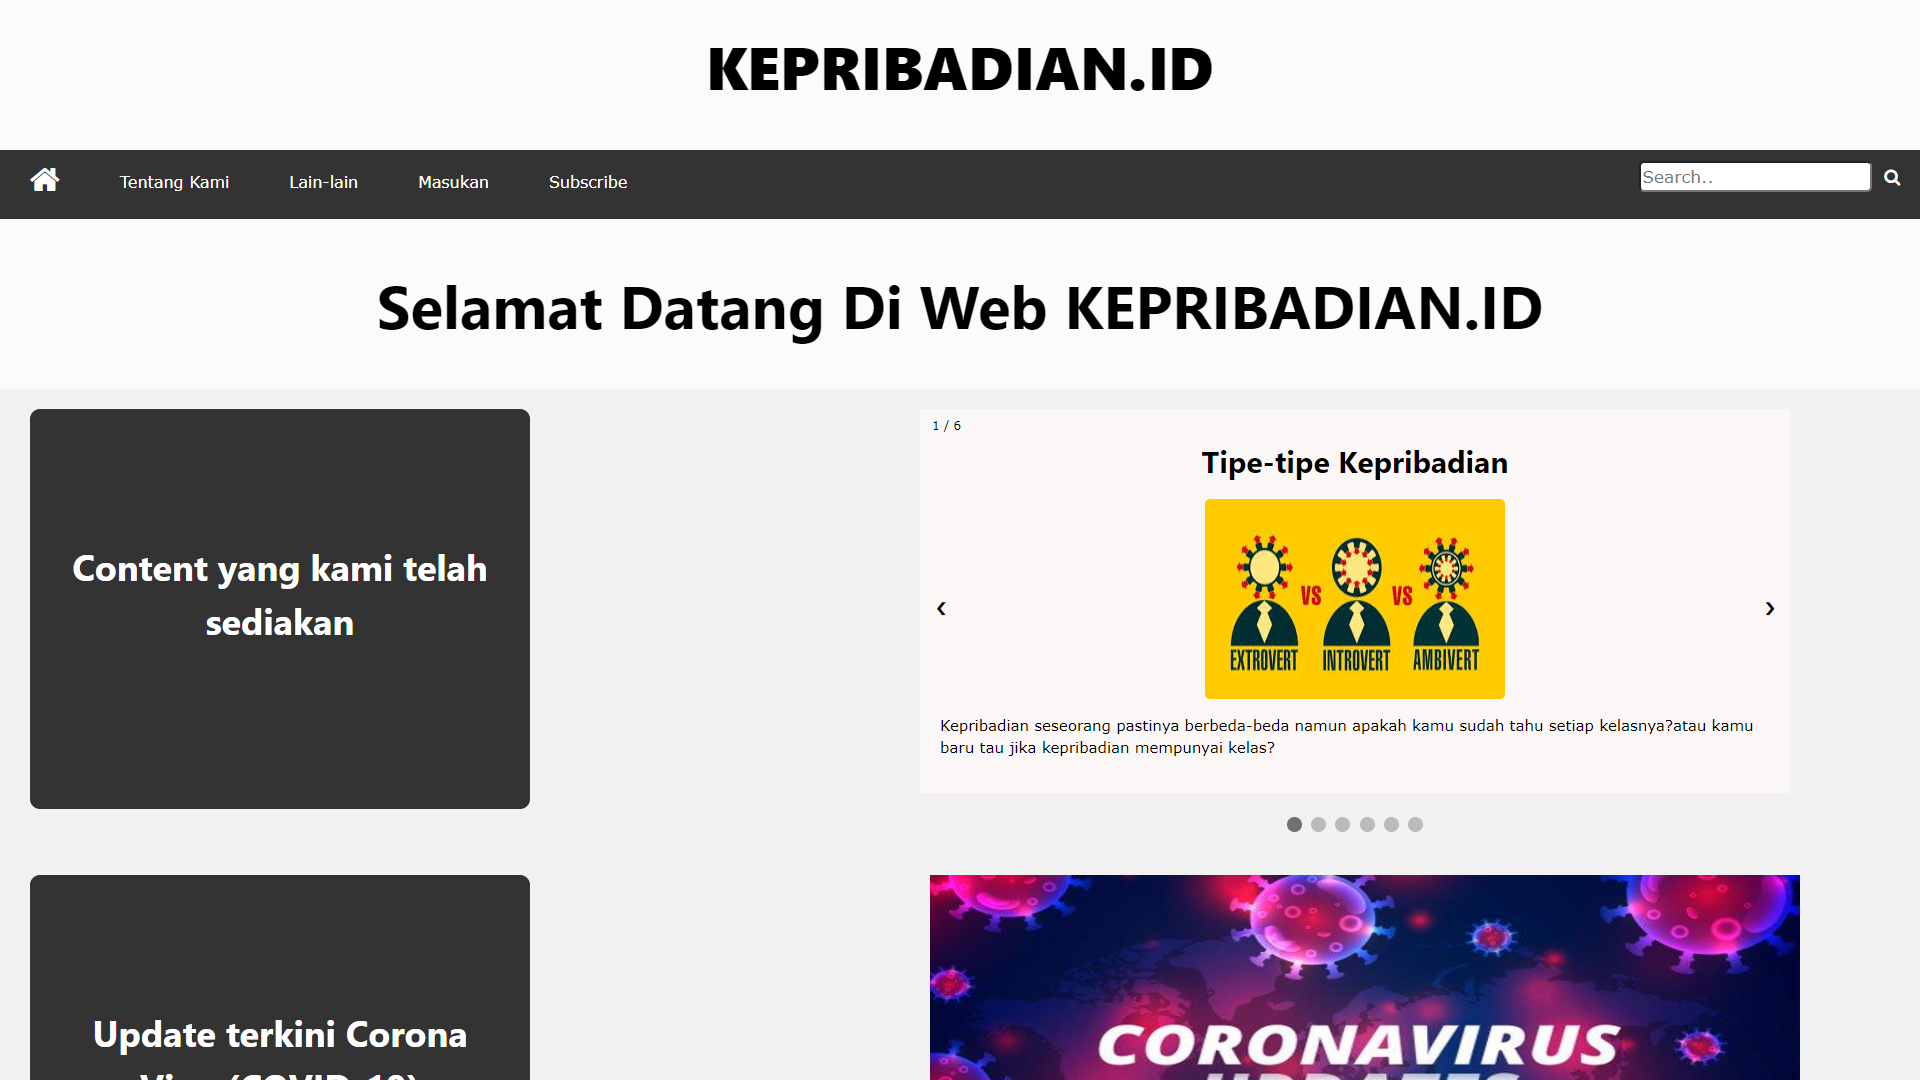 KEPRIBADIAN.ID
Tentang Kami
Lain-lain
Masukan
Subscribe
Search..
Selamat Datang Di Web KEPRIBADIAN.ID
Content yang kami telah
sediakan
1 / 6
Tipe-tipe Kepribadian
VS VS
EXTROVERT INTROVERT AMBIVERT
Kepribadian seseorang pastinya berbeda-beda namun apakah kamu sudah tahu setiap kelasnya?atau kamu
baru tau jika kepribadian mempunyai kelas?
Update terkini Corona
CORONAVIRUS